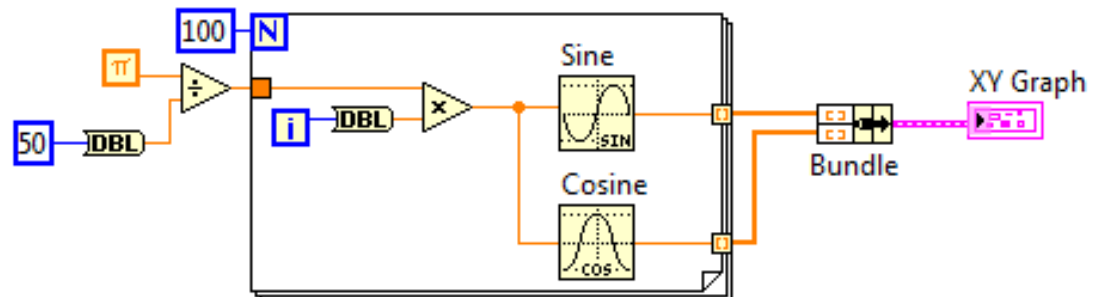 100
N
π
÷
50
DBL
i
DBL
×
Sine
SIN
Cosine
COS
Bundle
XY Graph